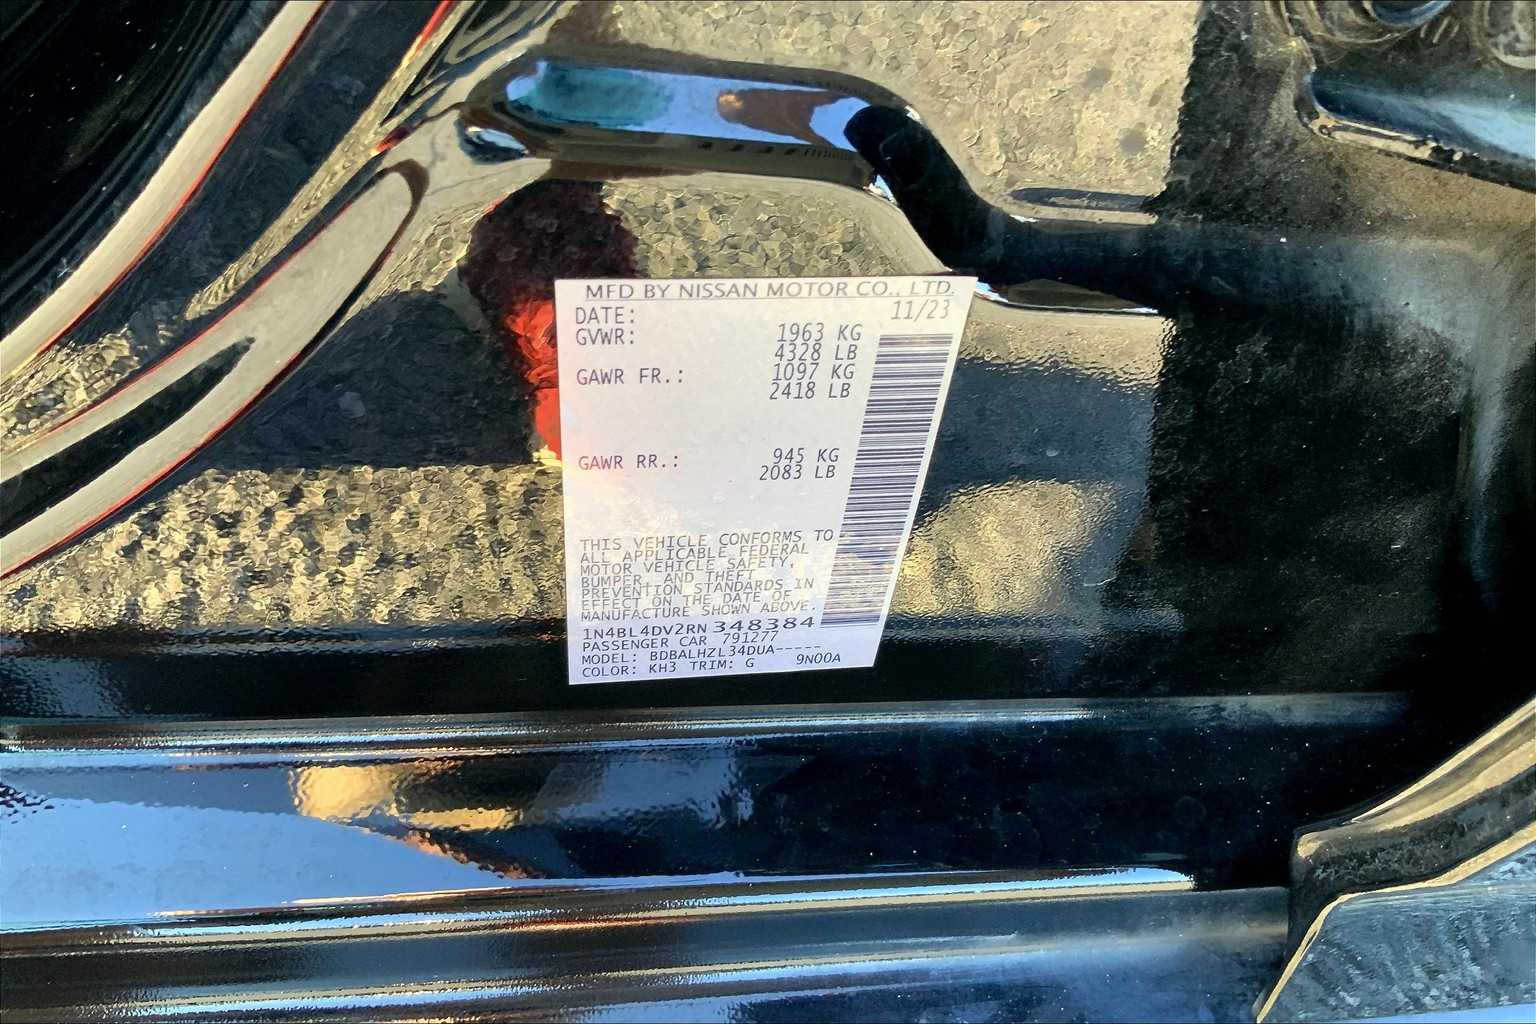 MFD BY NISSAN MOTOR CO., LTD.
DATE: 11/23
GVWR: 1963 KG
4328 LB
GAWR FR.: 1097 KG
2418 LB
GAWR RR.: 945 KG
2083 LB
THIS VEHICLE CONFORMS TO
ALL APPLICABLE FEDERAL
MOTOR VEHICLE SAFETY,
BUMPER, AND THEFT
PREVENTION STANDARDS IN
EFFECT ON THE DATE OF
MANUFACTURE SHOWN ABOVE.
1N4BL4DV2RN348384
PASSENGER CAR 791277
MODEL: BDBALHZL34DUA-----
COLOR: KH3 TRIM: G 9N00A